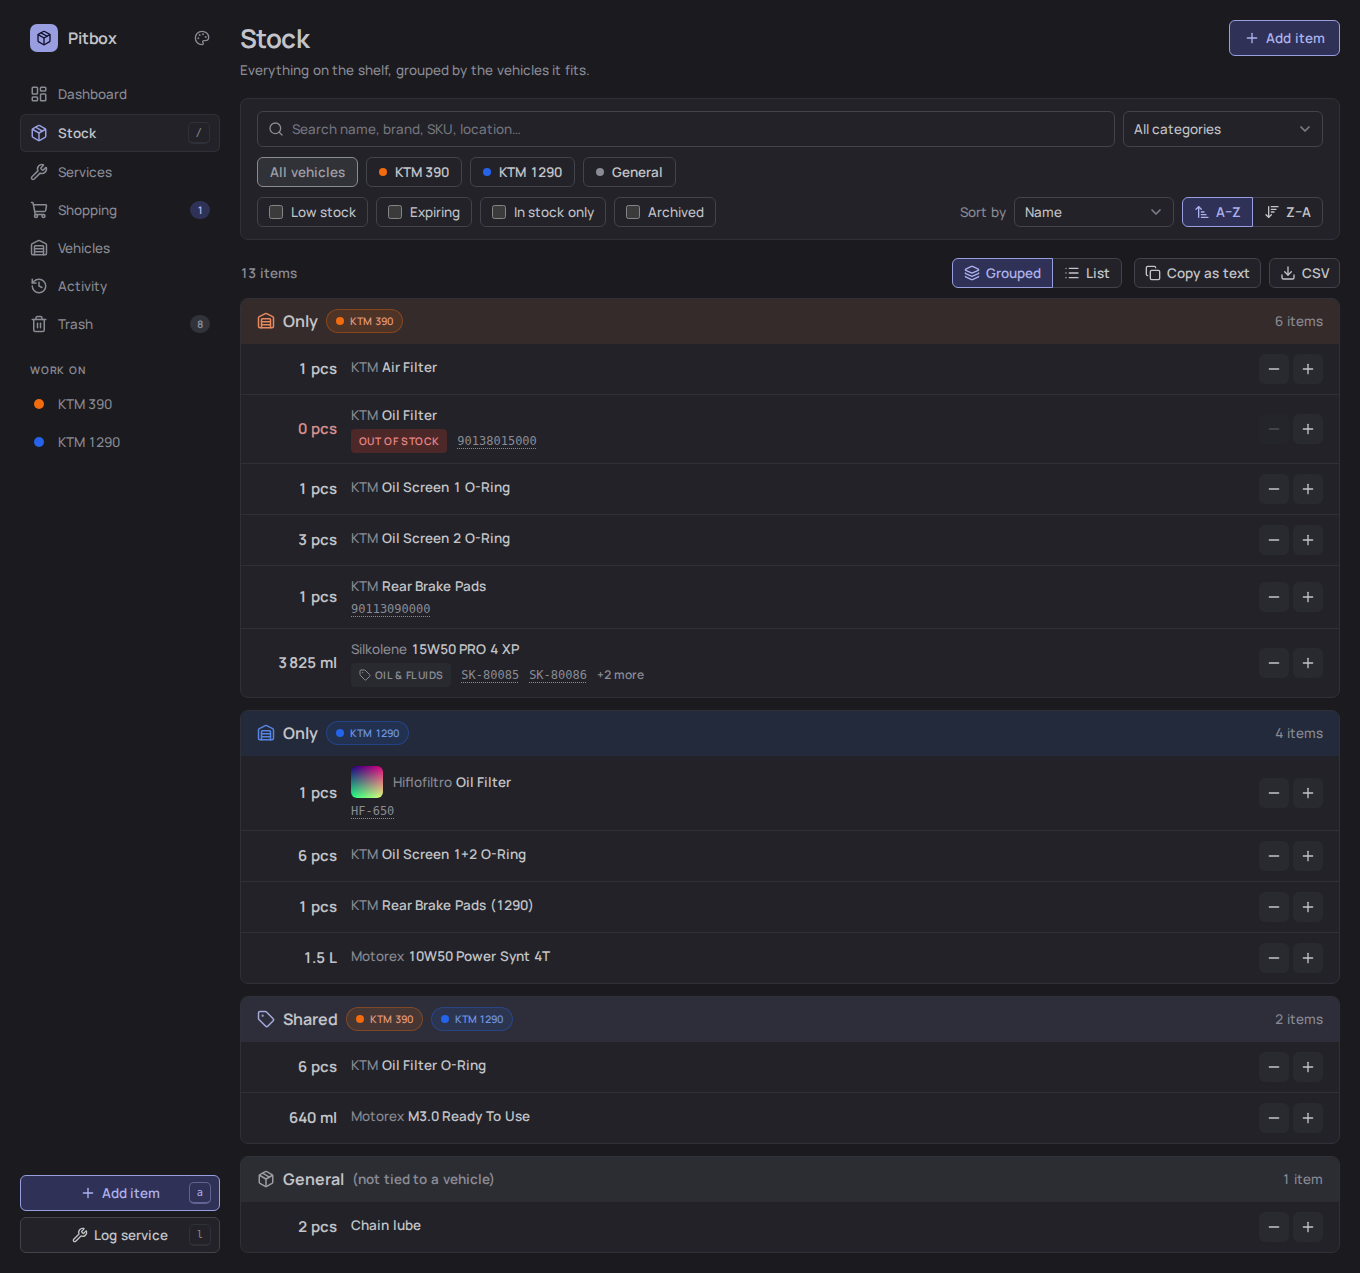 Pitbox
Dashboard
Stock /
Services
Shopping 1
Vehicles
Activity
Trash 8
WORK ON
KTM 390
KTM 1290
Add item a
Log service l
Stock
Add item
Everything on the shelf, grouped by the vehicles it fits.
Search name, brand, SKU, location...
All categories
All vehicles KTM 390 KTM 1290 General
Low stock Expiring In stock only Archived Sort by Name A-Z Z-A
13 items Grouped List Copy as text CSV
Only KTM 390 6 items
1 pcs KTM Air Filter
0 pcs KTM Oil Filter
OUT OF STOCK 90138015000
1 pcs KTM Oil Screen 1 O-Ring
3 pcs KTM Oil Screen 2 O-Ring
1 pcs KTM Rear Brake Pads
90113090000
3 825 ml Silkolene 15W50 PRO 4 XP
OIL & FLUIDS SK-80085 SK-80086 +2 more
Only KTM 1290 4 items
1 pcs Hiflofiltro Oil Filter
HF-650
6 pcs KTM Oil Screen 1+2 O-Ring
1 pcs KTM Rear Brake Pads (1290)
1.5 L Motorex 10W50 Power Synt 4T
Shared KTM 390 KTM 1290 2 items
6 pcs KTM Oil Filter O-Ring
640 ml Motorex M3.0 Ready To Use
General (not tied to a vehicle) 1 item
2 pcs Chain lube